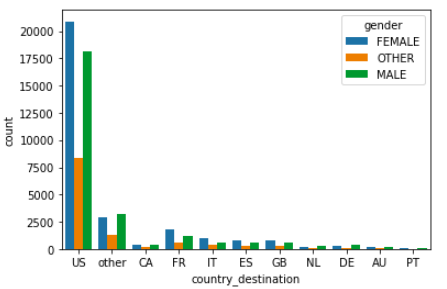 gender
FEMALE
OTHER
MALE
count
20000
17500
15000
12500
10000
7500
5000
2500
0
US other CA FR IT ES GB NL DE AU PT
country_destination